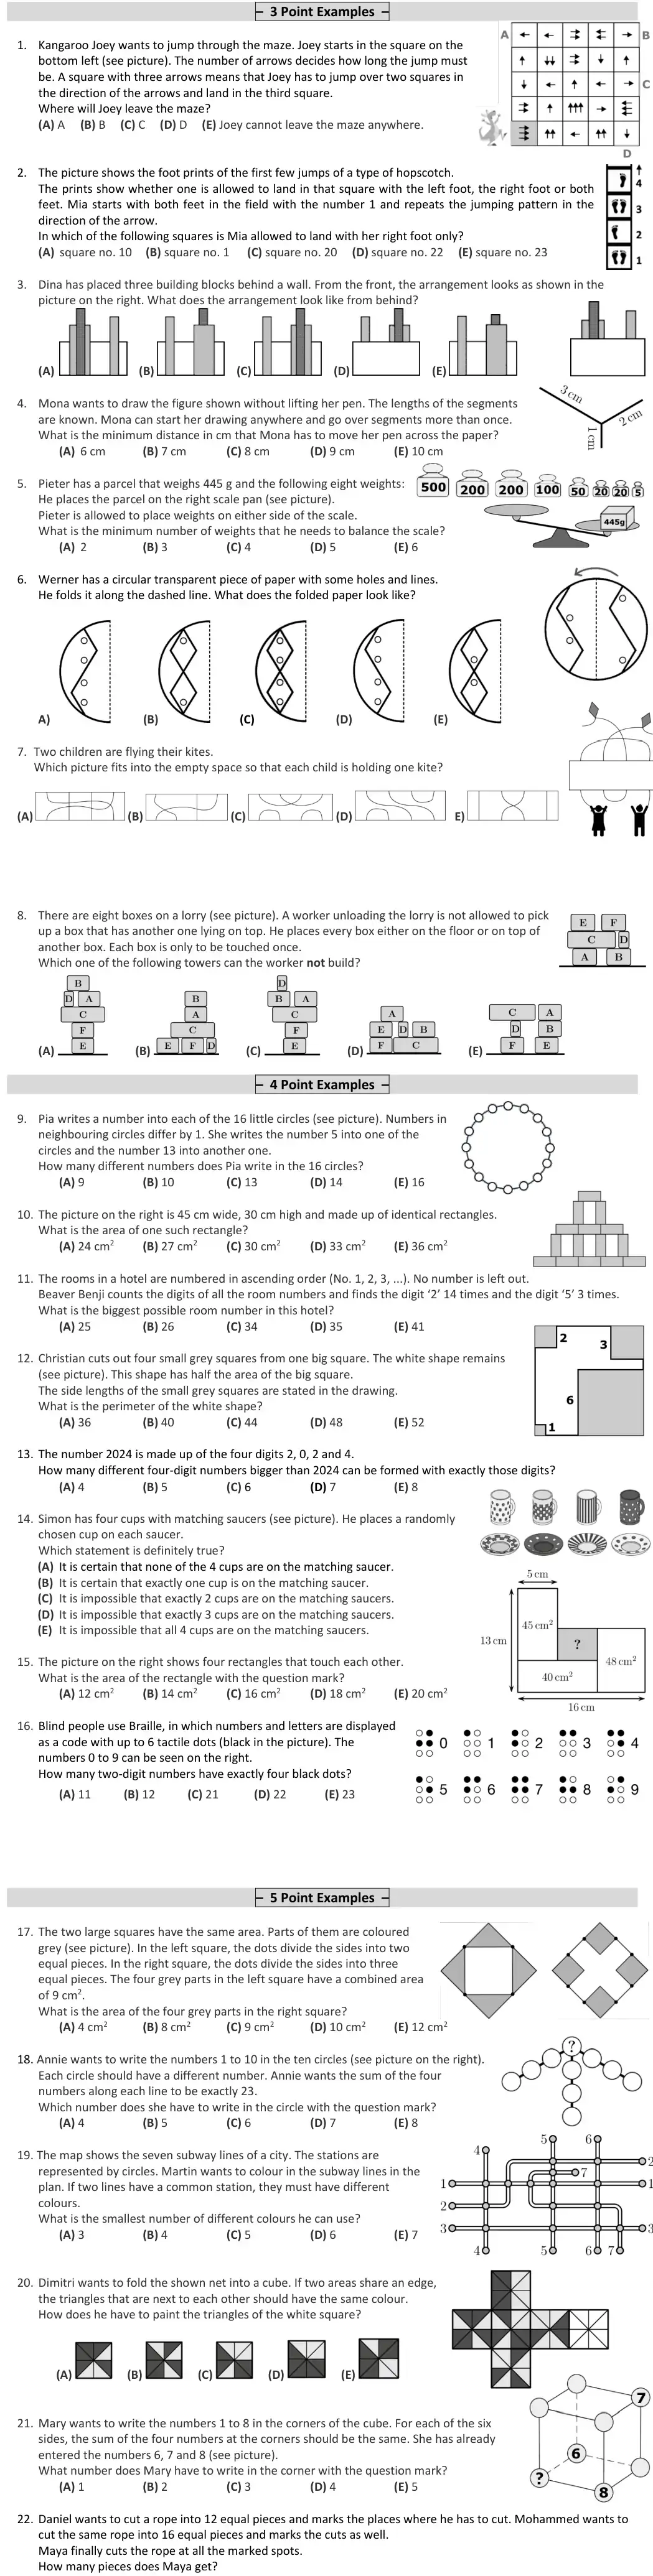 – 3 Point Examples –
1. Kangaroo Joey wants to jump through the maze. Joey starts in the square on the
bottom left (see picture). The number of arrows decides how long the jump must
be. A square with three arrows means that Joey has to jump over two squares in
the direction of the arrows and land in the third square.
Where will Joey leave the maze?
(A) A (B) B (C) C (D) D (E) Joey cannot leave the maze anywhere.
A
B
C
D
2. The picture shows the foot prints of the first few jumps of a type of hopscotch.
The prints show whether one is allowed to land in that square with the left foot, the right foot or both
feet. Mia starts with both feet in the field with the number 1 and repeats the jumping pattern in the
direction of the arrow.
In which of the following squares is Mia allowed to land with her right foot only?
(A) square no. 10 (B) square no. 1 (C) square no. 20 (D) square no. 22 (E) square no. 23
4
3
2
1
3. Dina has placed three building blocks behind a wall. From the front, the arrangement looks as shown in the
picture on the right. What does the arrangement look like from behind?
(A) (B) (C) (D) (E)
4. Mona wants to draw the figure shown without lifting her pen. The lengths of the segments
are known. Mona can start her drawing anywhere and go over segments more than once.
What is the minimum distance in cm that Mona has to move her pen across the paper?
(A) 6 cm (B) 7 cm (C) 8 cm (D) 9 cm (E) 10 cm
3 cm
2 cm
1 cm
5. Pieter has a parcel that weighs 445 g and the following eight weights:
He places the parcel on the right scale pan (see picture).
Pieter is allowed to place weights on either side of the scale.
What is the minimum number of weights that he needs to balance the scale?
(A) 2 (B) 3 (C) 4 (D) 5 (E) 6
500 200 200 100 50 20 20 5
445g
6. Werner has a circular transparent piece of paper with some holes and lines.
He folds it along the dashed line. What does the folded paper look like?
A) (B) (C) (D) (E)
7. Two children are flying their kites.
Which picture fits into the empty space so that each child is holding one kite?
(A) (B) (C) (D) E)
8. There are eight boxes on a lorry (see picture). A worker unloading the lorry is not allowed to pick
up a box that has another one lying on top. He places every box either on the floor or on top of
another box. Each box is only to be touched once.
Which one of the following towers can the worker not build?
E F
C D
A B
(A) B D A C F E
(B) B A C E F D
(C) D B A C F E
(D) A E D B F C
(E) C A D B F E
– 4 Point Examples –
9. Pia writes a number into each of the 16 little circles (see picture). Numbers in
neighbouring circles differ by 1. She writes the number 5 into one of the
circles and the number 13 into another one.
How many different numbers does Pia write in the 16 circles?
(A) 9 (B) 10 (C) 13 (D) 14 (E) 16
10. The picture on the right is 45 cm wide, 30 cm high and made up of identical rectangles.
What is the area of one such rectangle?
(A) 24 cm² (B) 27 cm² (C) 30 cm² (D) 33 cm² (E) 36 cm²
11. The rooms in a hotel are numbered in ascending order (No. 1, 2, 3, ...). No number is left out.
Beaver Benji counts the digits of all the room numbers and finds the digit ‘2’ 14 times and the digit ‘5’ 3 times.
What is the biggest possible room number in this hotel?
(A) 25 (B) 26 (C) 34 (D) 35 (E) 41
12. Christian cuts out four small grey squares from one big square. The white shape remains
(see picture). This shape has half the area of the big square.
The side lengths of the small grey squares are stated in the drawing.
What is the perimeter of the white shape?
(A) 36 (B) 40 (C) 44 (D) 48 (E) 52
2
3
6
1
13. The number 2024 is made up of the four digits 2, 0, 2 and 4.
How many different four-digit numbers bigger than 2024 can be formed with exactly those digits?
(A) 4 (B) 5 (C) 6 (D) 7 (E) 8
14. Simon has four cups with matching saucers (see picture). He places a randomly
chosen cup on each saucer.
Which statement is definitely true?
(A) It is certain that none of the 4 cups are on the matching saucer.
(B) It is certain that exactly one cup is on the matching saucer.
(C) It is impossible that exactly 2 cups are on the matching saucers.
(D) It is impossible that exactly 3 cups are on the matching saucers.
(E) It is impossible that all 4 cups are on the matching saucers.
15. The picture on the right shows four rectangles that touch each other.
What is the area of the rectangle with the question mark?
(A) 12 cm² (B) 14 cm² (C) 16 cm² (D) 18 cm² (E) 20 cm²
5 cm
45 cm²
13 cm
?
48 cm²
40 cm²
16 cm
16. Blind people use Braille, in which numbers and letters are displayed
as a code with up to 6 tactile dots (black in the picture). The
numbers 0 to 9 can be seen on the right.
How many two-digit numbers have exactly four black dots?
(A) 11 (B) 12 (C) 21 (D) 22 (E) 23
0 1 2 3 4
5 6 7 8 9
– 5 Point Examples –
17. The two large squares have the same area. Parts of them are coloured
grey (see picture). In the left square, the dots divide the sides into two
equal pieces. In the right square, the dots divide the sides into three
equal pieces. The four grey parts in the left square have a combined area
of 9 cm².
What is the area of the four grey parts in the right square?
(A) 4 cm² (B) 8 cm² (C) 9 cm² (D) 10 cm² (E) 12 cm²
18. Annie wants to write the numbers 1 to 10 in the ten circles (see picture on the right).
Each circle should have a different number. Annie wants the sum of the four
numbers along each line to be exactly 23.
Which number does she have to write in the circle with the question mark?
(A) 4 (B) 5 (C) 6 (D) 7 (E) 8
?
19. The map shows the seven subway lines of a city. The stations are
represented by circles. Martin wants to colour in the subway lines in the
plan. If two lines have a common station, they must have different
colours.
What is the smallest number of different colours he can use?
(A) 3 (B) 4 (C) 5 (D) 6 (E) 7
4 5 6
2
7
1 1
2
3 3
4 5 6 7
20. Dimitri wants to fold the shown net into a cube. If two areas share an edge,
the triangles that are next to each other should have the same colour.
How does he have to paint the triangles of the white square?
(A) (B) (C) (D) (E)
21. Mary wants to write the numbers 1 to 8 in the corners of the cube. For each of the six
sides, the sum of the four numbers at the corners should be the same. She has already
entered the numbers 6, 7 and 8 (see picture).
What number does Mary have to write in the corner with the question mark?
(A) 1 (B) 2 (C) 3 (D) 4 (E) 5
7
6
?
8
22. Daniel wants to cut a rope into 12 equal pieces and marks the places where he has to cut. Mohammed wants to
cut the same rope into 16 equal pieces and marks the cuts as well.
Maya finally cuts the rope at all the marked spots.
How many pieces does Maya get?